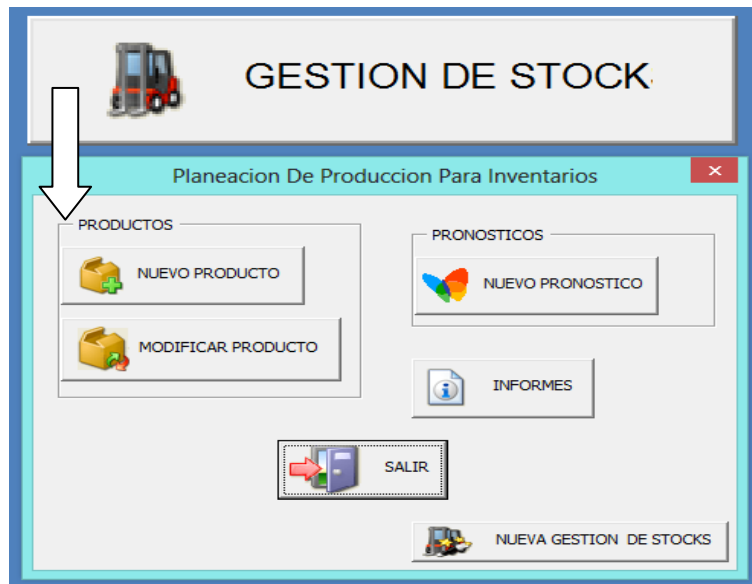 GESTION DE STOCK
Planeacion De Produccion Para Inventarios
PRODUCTOS
NUEVO PRODUCTO
MODIFICAR PRODUCTO
PRONOSTICOS
NUEVO PRONOSTICO
INFORMES
SALIR
NUEVA GESTION DE STOCKS